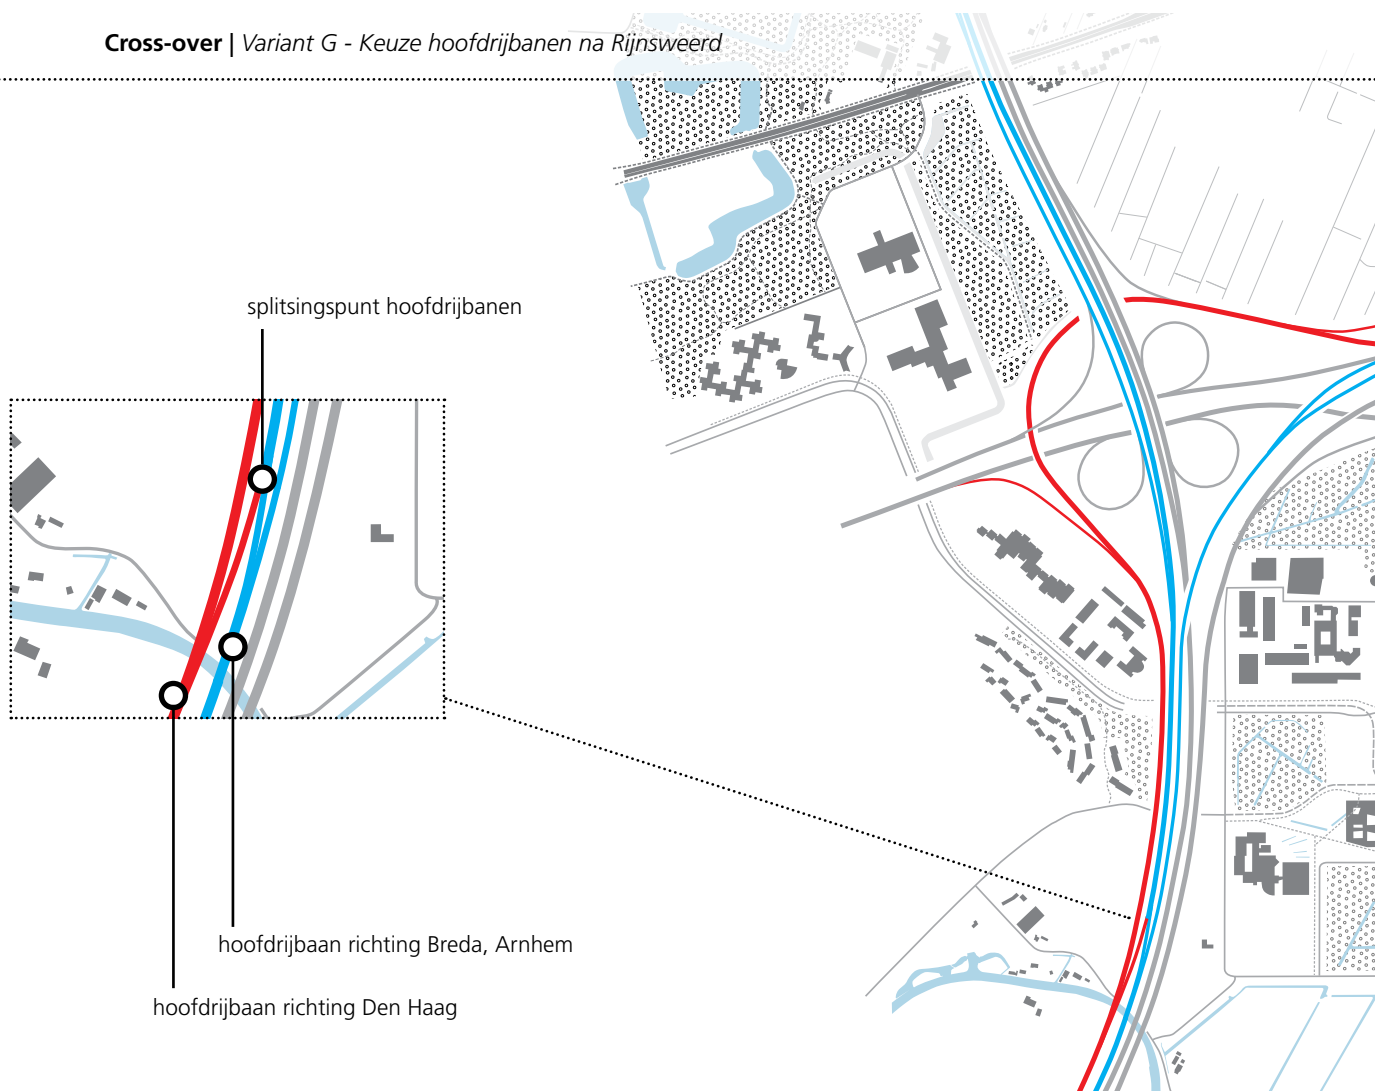 Cross-over | Variant G - Keuze hoofdrijbanen na Rijnsweerd
splitsingspunt hoofdrijbanen
hoofdrijbaan richting Breda, Arnhem
hoofdrijbaan richting Den Haag